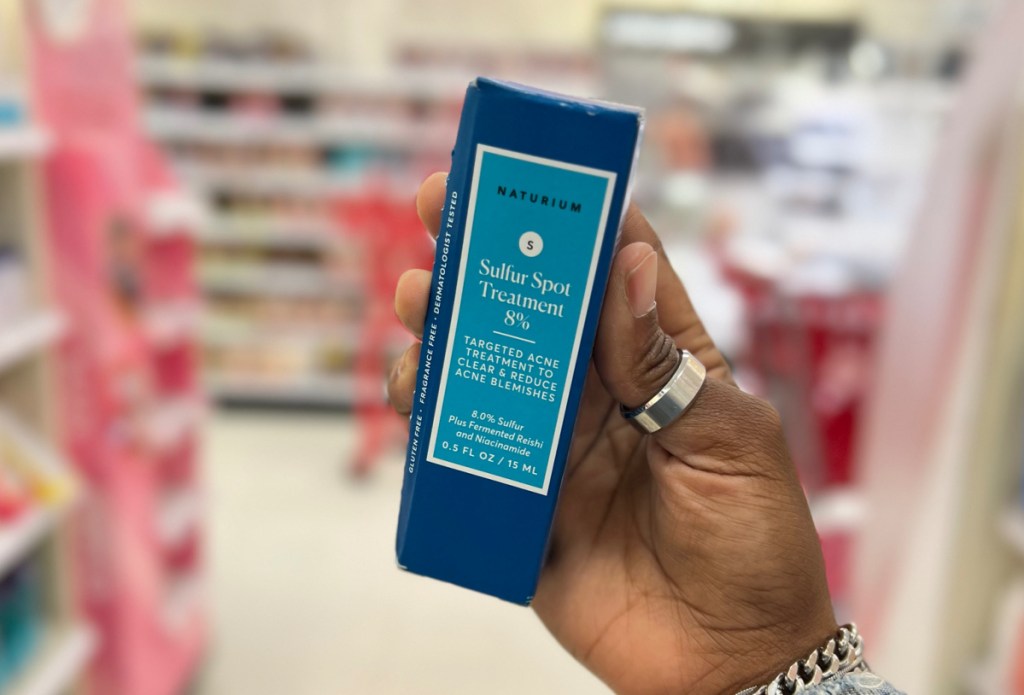 NATURIUM
S
Sulfur Spot
Treatment
8%
TARGETED ACNE
TREATMENT TO
CLEAR & REDUCE
ACNE BLEMISHES
8.0% Sulfur
Plus Fermented Reishi
and Niacinamide
0.5 FL OZ / 15 ML
GLUTEN FREE • FRAGRANCE FREE • DERMATOLOGIST TESTED